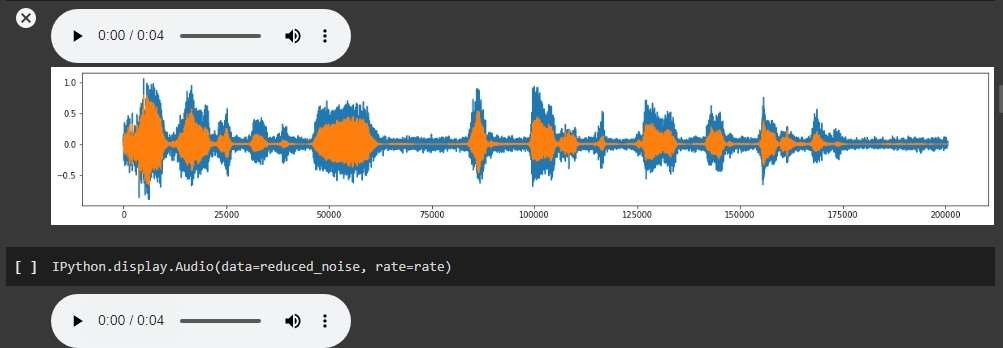 0:00 / 0:04
1.0
0.5
0.0
−0.5
0 25000 50000 75000 100000 125000 150000 175000 200000
[ ] IPython.display.Audio(data=reduced_noise, rate=rate)
0:00 / 0:04